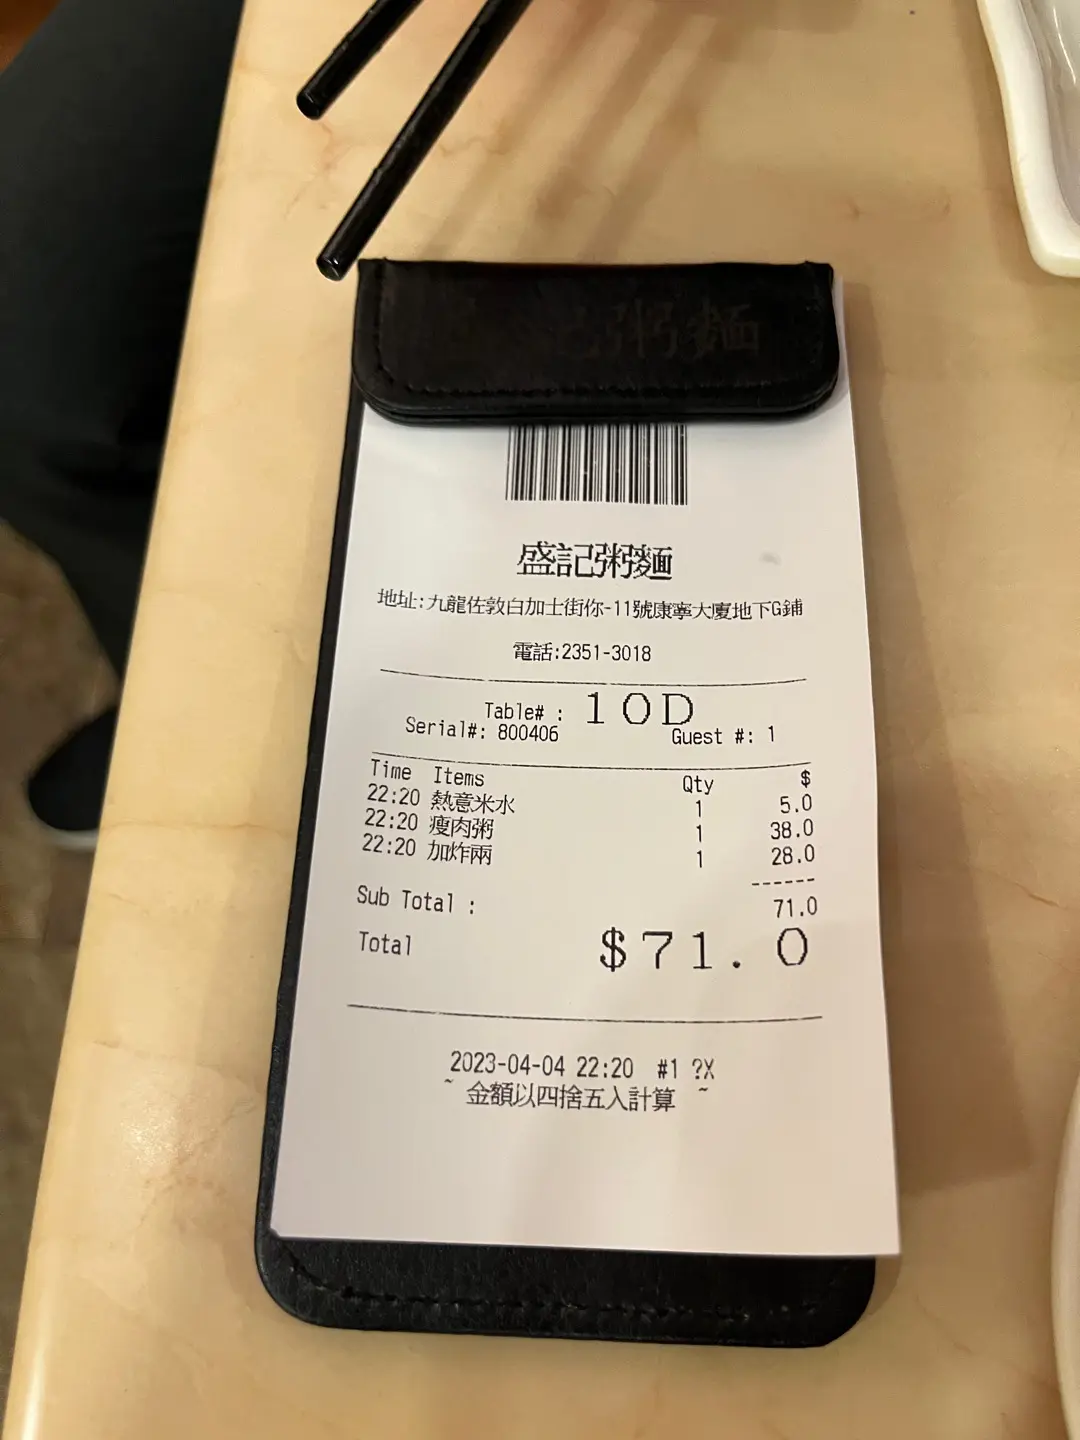 記粥麵
盛記粥麵
地址:九龍佐敦白加士街你-11號康寧大廈地下G鋪
電話:2351-3018
Table# : 10D
Serial#: 800406 Guest #: 1
Time Items Qty $
22:20 熱意米水 1 5.0
22:20 瘦肉粥 1 38.0
22:20 加炸兩 1 28.0
------
Sub Total : 71.0
Total $71.0
2023-04-04 22:20 #1 ?X
~ 金額以四捨五入計算 ~